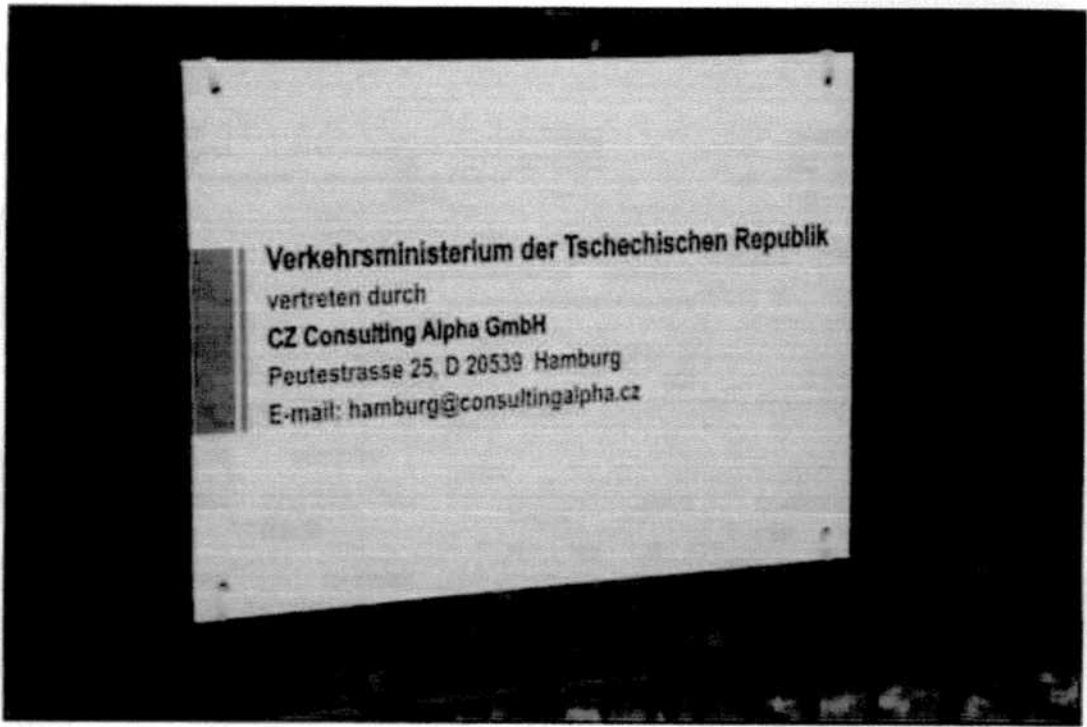 Verkehrsministerium der Tschechischen Republik
vertreten durch
CZ Consulting Alpha GmbH
Peutestrasse 25, D 20539 Hamburg
E-mail: hamburg@consultingalpha.cz